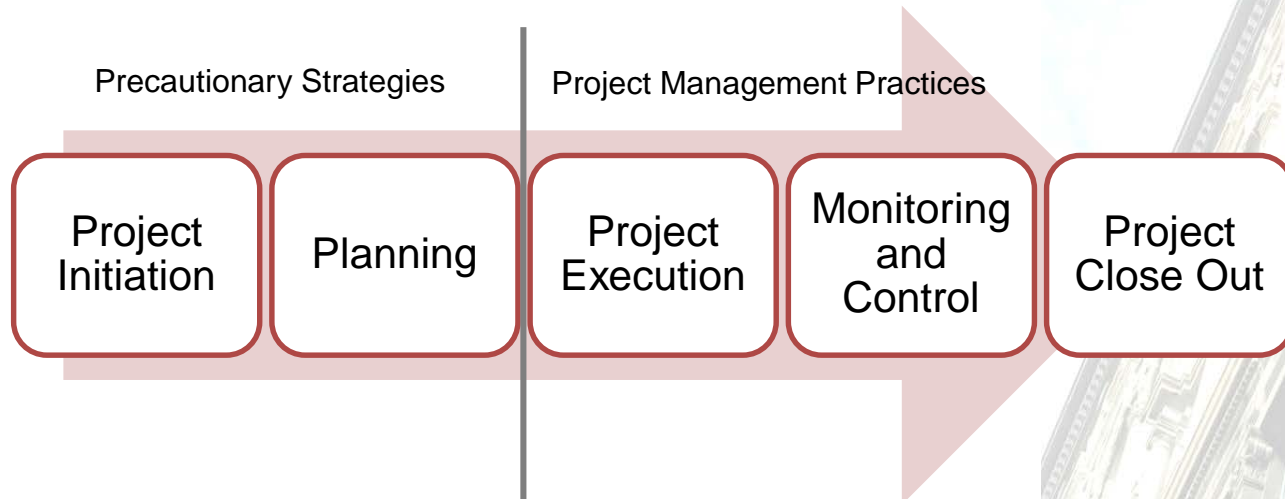 Precautionary Strategies
Project Management Practices
Project
Initiation
Planning
Project
Execution
Monitoring
and
Control
Project
Close Out